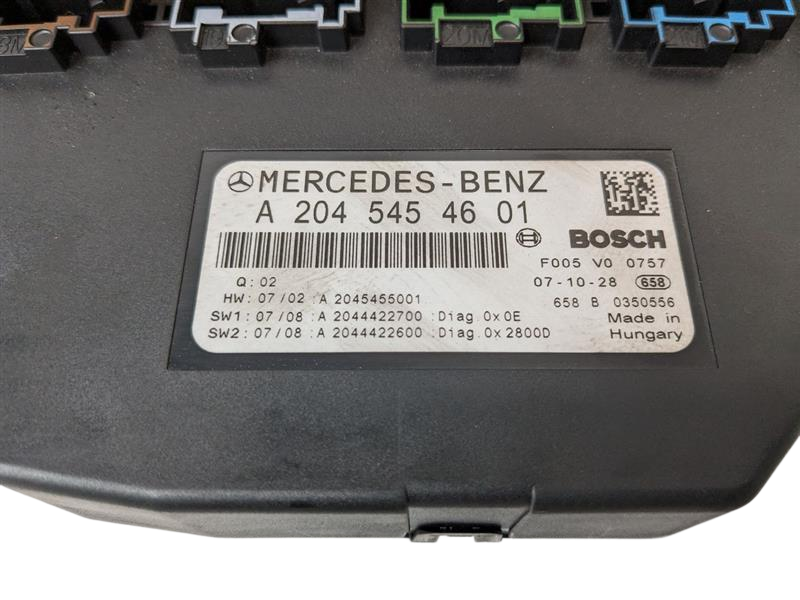 MERCEDES-BENZ
A 204 545 46 01
BOSCH
F005 V0 0757
Q: 02
07-10-28 658
HW: 07/02 :A 2045455001
658 B 0350556
SW1: 07/08 :A 2044422700 :Diag.0x0E
Made in
SW2: 07/08 :A 2044422600 :Diag.0x2800D
Hungary